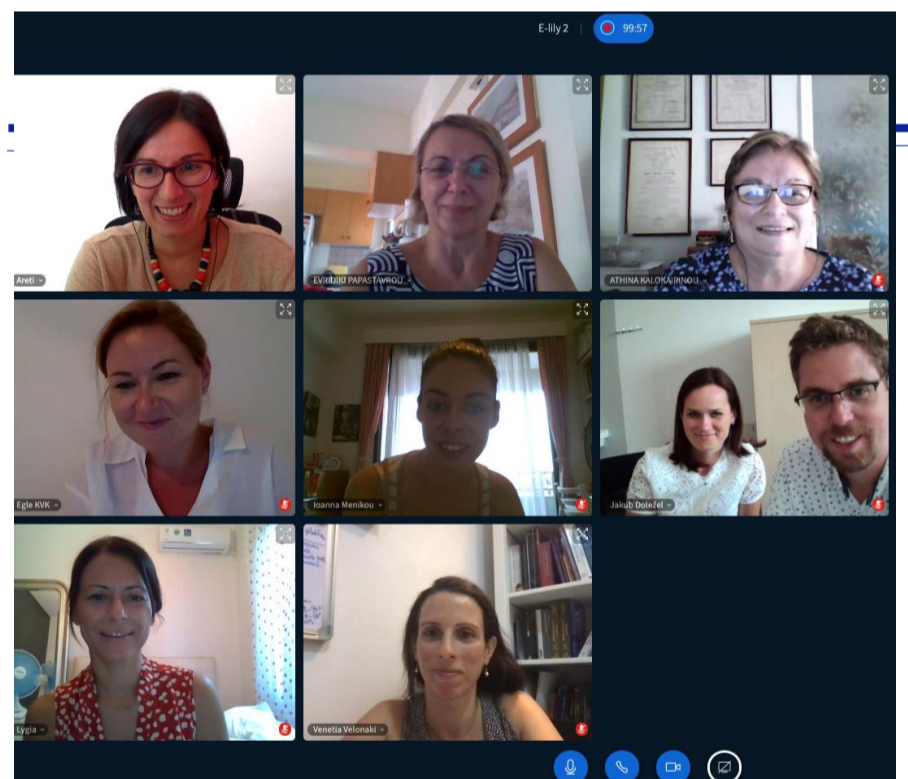 E-lily 2 | 99:57
Areti
EVRIDIKI PAPASTAVROU
ATHINA KALOKAIRINOU
Egle KVK
Ioanna Menikou
Jakub Doležel
Lygia
Venetia Velonaki